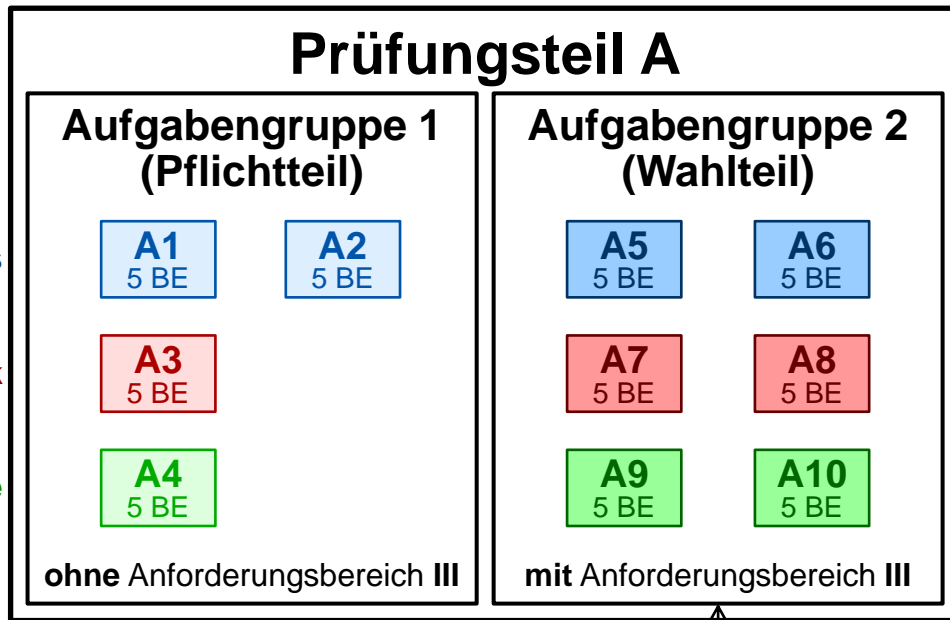 Prüfungsteil A
Aufgabengruppe 1
(Pflichtteil)
A1
5 BE
A2
5 BE
A3
5 BE
A4
5 BE
ohne Anforderungsbereich III
Aufgabengruppe 2
(Wahlteil)
A5
5 BE
A6
5 BE
A7
5 BE
A8
5 BE
A9
5 BE
A10
5 BE
mit Anforderungsbereich III